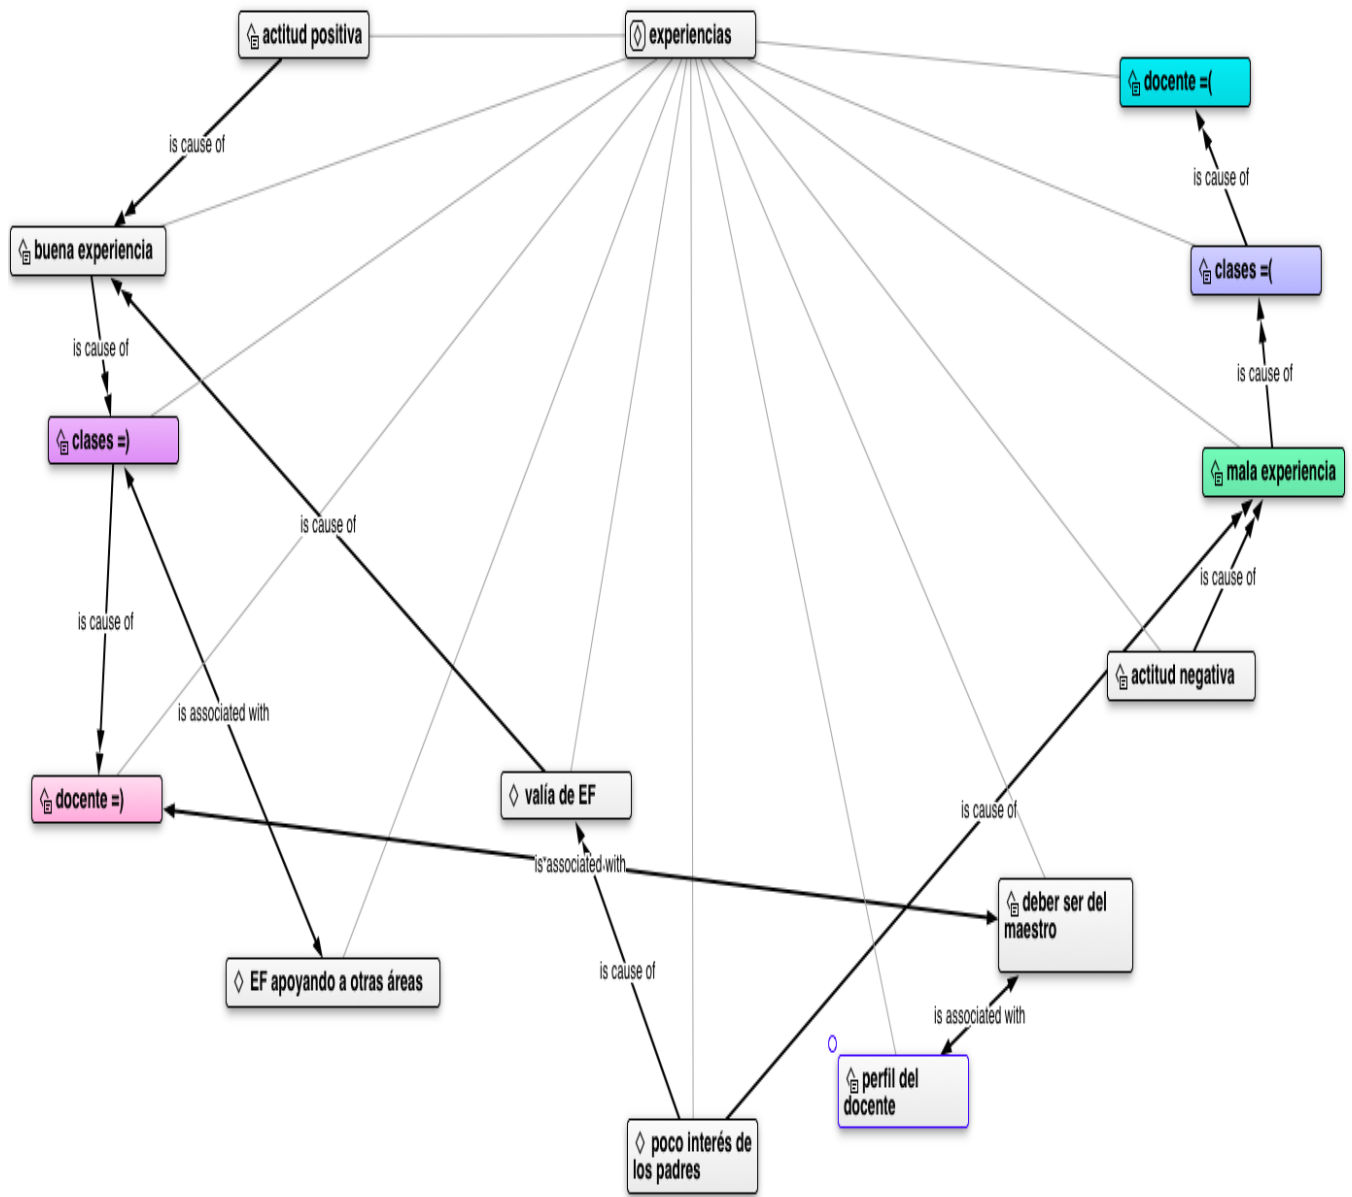 actitud positiva
experiencias
docente =(
is cause of
is cause of
buena experiencia
clases =(
is cause of
is cause of
clases =)
mala experiencia
is cause of
is cause of
is cause of
actitud negativa
is associated with
docente =)
valía de EF
is cause of
is associated with
deber ser del
maestro
EF apoyando a otras áreas
is cause of
is associated with
perfil del
docente
poco interés de
los padres